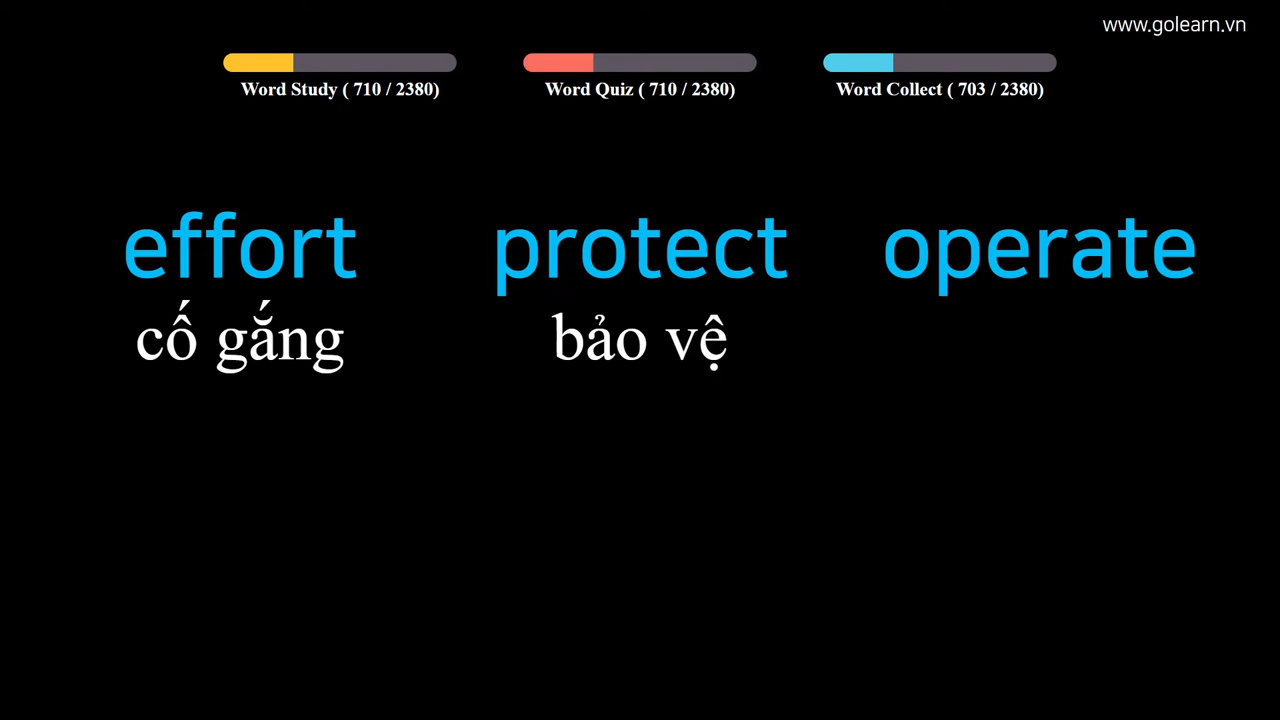 www.golearn.vn
Word Study ( 710 / 2380)
Word Quiz ( 710 / 2380)
Word Collect ( 703 / 2380)
effort protect operate
cố gắng bảo vệ